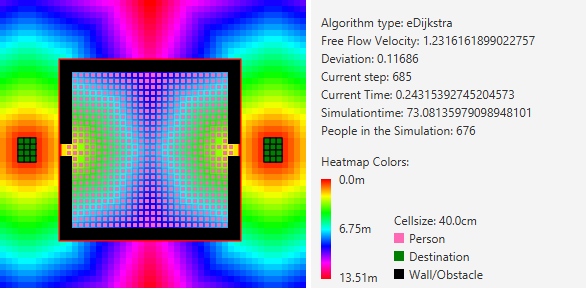 Algorithm type: eDijkstra
Free Flow Velocity: 1.2316161899022757
Deviation: 0.11686
Current step: 685
Current Time: 0.24315392745204573
Simulationtime: 73.08135979098948101
People in the Simulation: 676
Heatmap Colors:
0.0m
6.75m
13.51m
Cellsize: 40.0cm
Person
Destination
Wall/Obstacle